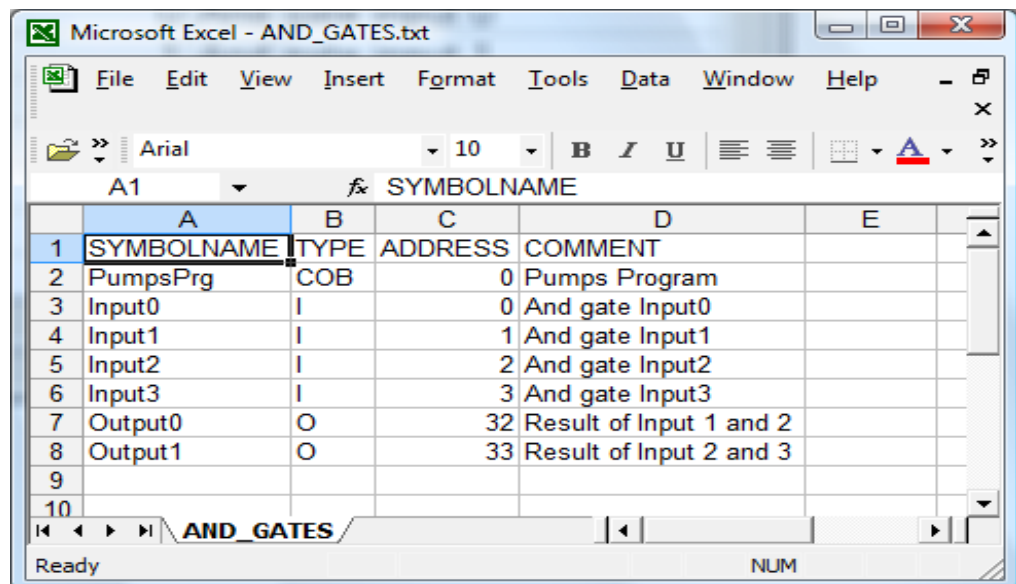 Microsoft Excel - AND_GATES.txt
File Edit View Insert Format Tools Data Window Help
Arial 10 B I U A
A1 fx SYMBOLNAME
A B C D E
1 SYMBOLNAME TYPE ADDRESS COMMENT
2 PumpsPrg COB 0 Pumps Program
3 Input0 I 0 And gate Input0
4 Input1 I 1 And gate Input1
5 Input2 I 2 And gate Input2
6 Input3 I 3 And gate Input3
7 Output0 O 32 Result of Input 1 and 2
8 Output1 O 33 Result of Input 2 and 3
9
10
AND_GATES
Ready NUM